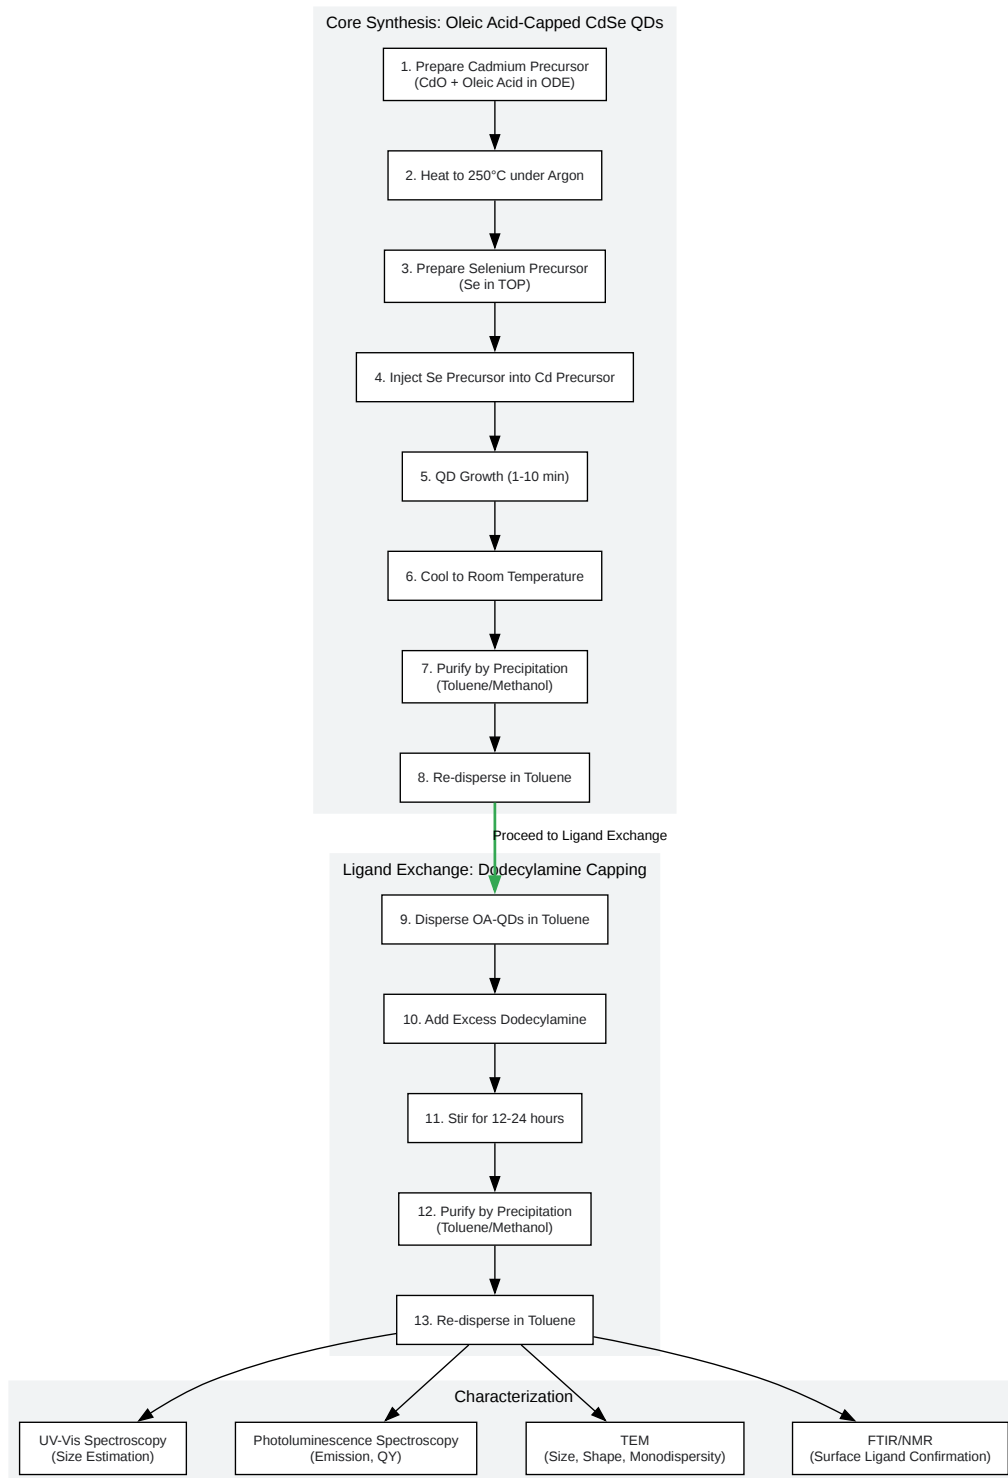 Core Synthesis: Oleic Acid-Capped CdSe QDs
1. Prepare Cadmium Precursor
(CdO + Oleic Acid in ODE)
2. Heat to 250°C under Argon
3. Prepare Selenium Precursor
(Se in TOP)
4. Inject Se Precursor into Cd Precursor
5. QD Growth (1-10 min)
6. Cool to Room Temperature
7. Purify by Precipitation
(Toluene/Methanol)
8. Re-disperse in Toluene
Proceed to Ligand Exchange
Ligand Exchange: Dodecylamine Capping
9. Disperse OA-QDs in Toluene
10. Add Excess Dodecylamine
11. Stir for 12-24 hours
12. Purify by Precipitation
(Toluene/Methanol)
13. Re-disperse in Toluene
Characterization
UV-Vis Spectroscopy
(Size Estimation)
Photoluminescence Spectroscopy
(Emission, QY)
TEM
(Size, Shape, Monodispersity)
FTIR/NMR
(Surface Ligand Confirmation)